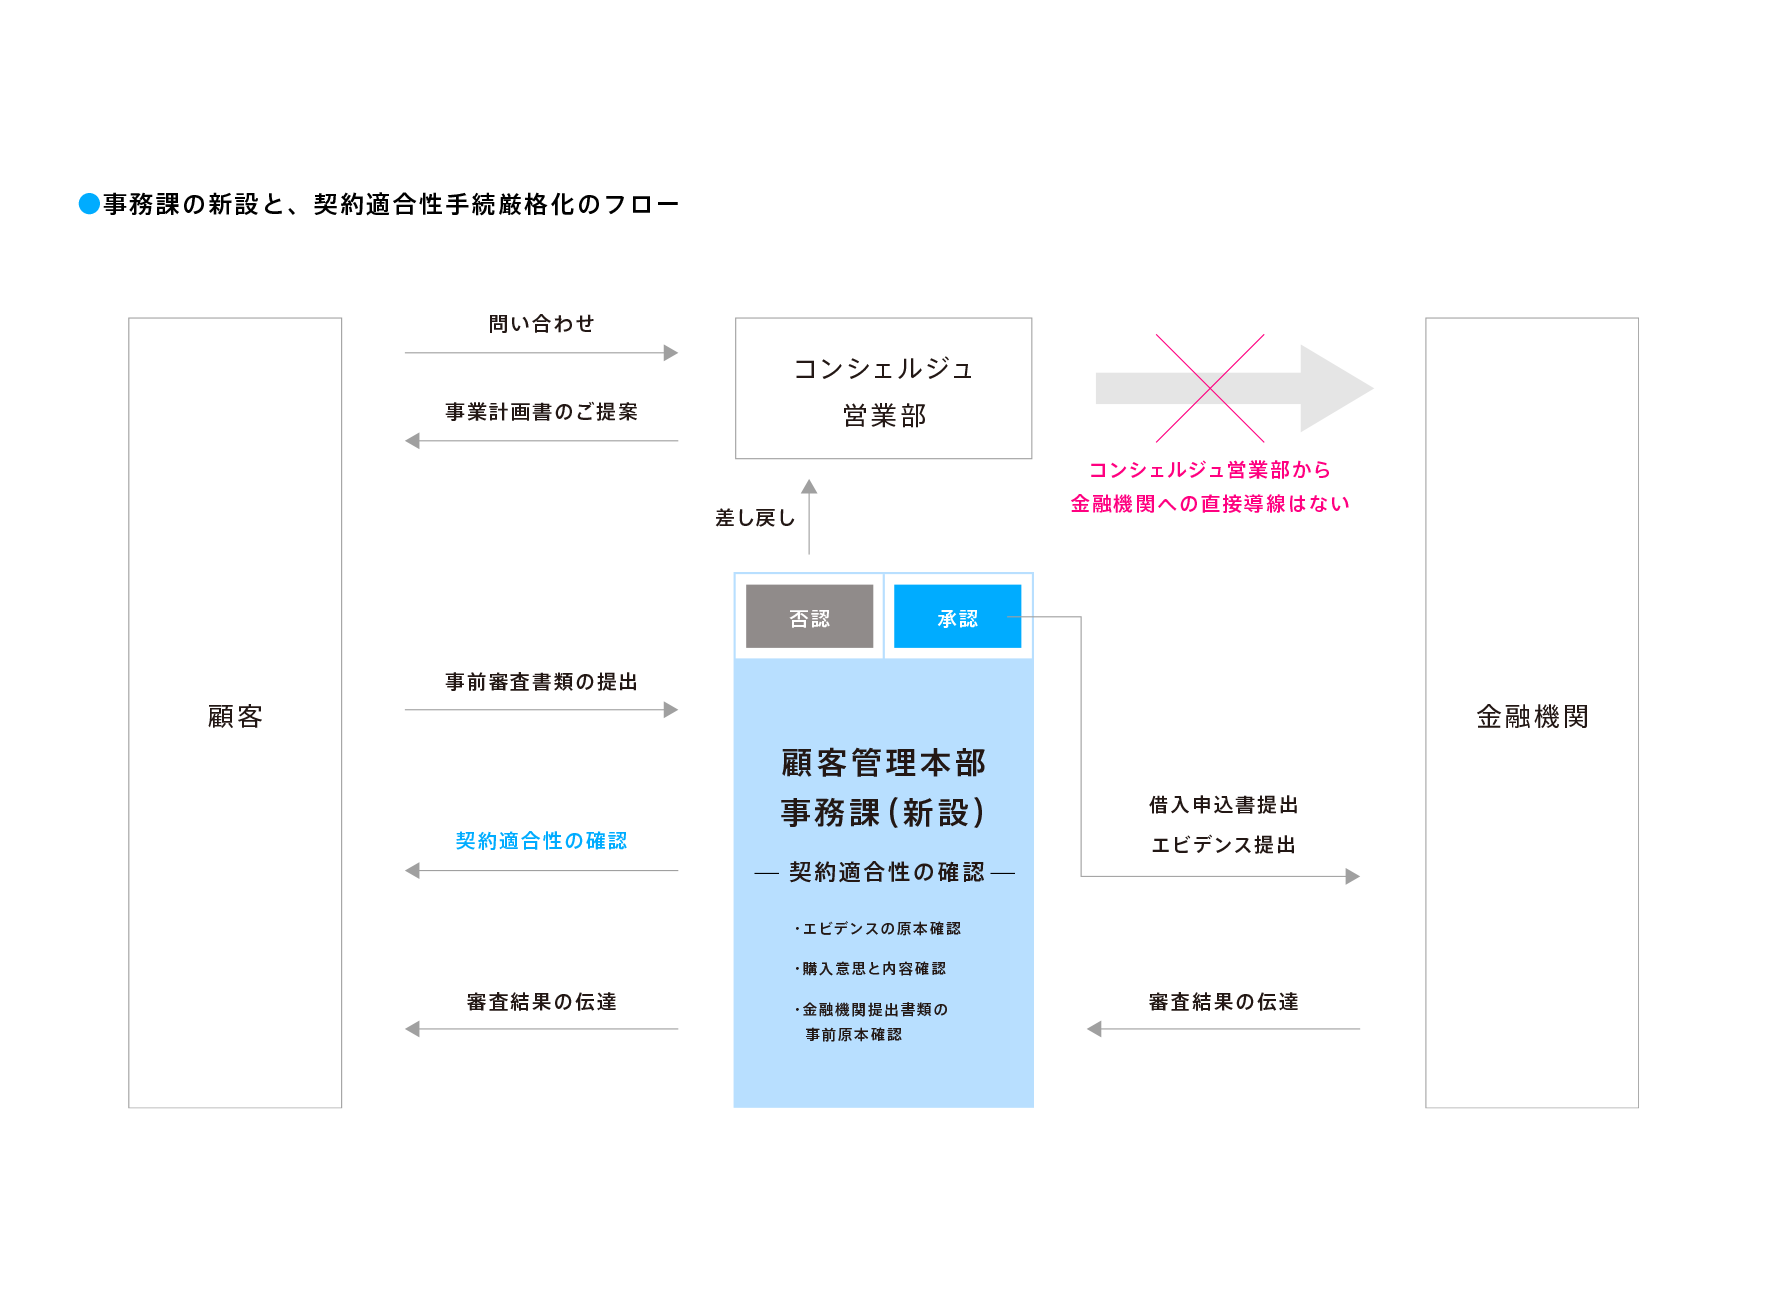 ●事務課の新設と、契約適合性手続厳格化のフロー
問い合わせ
事業計画書のご提案
コンシェルジュ
営業部
コンシェルジュ営業部から
金融機関への直接導線はない
差し戻し
否認
承認
顧客
事前審査書類の提出
契約適合性の確認
審査結果の伝達
顧客管理本部
事務課(新設)
― 契約適合性の確認 ―
・エビデンスの原本確認
・購入意思と内容確認
・金融機関提出書類の
事前原本確認
借入申込書提出
エビデンス提出
審査結果の伝達
金融機関